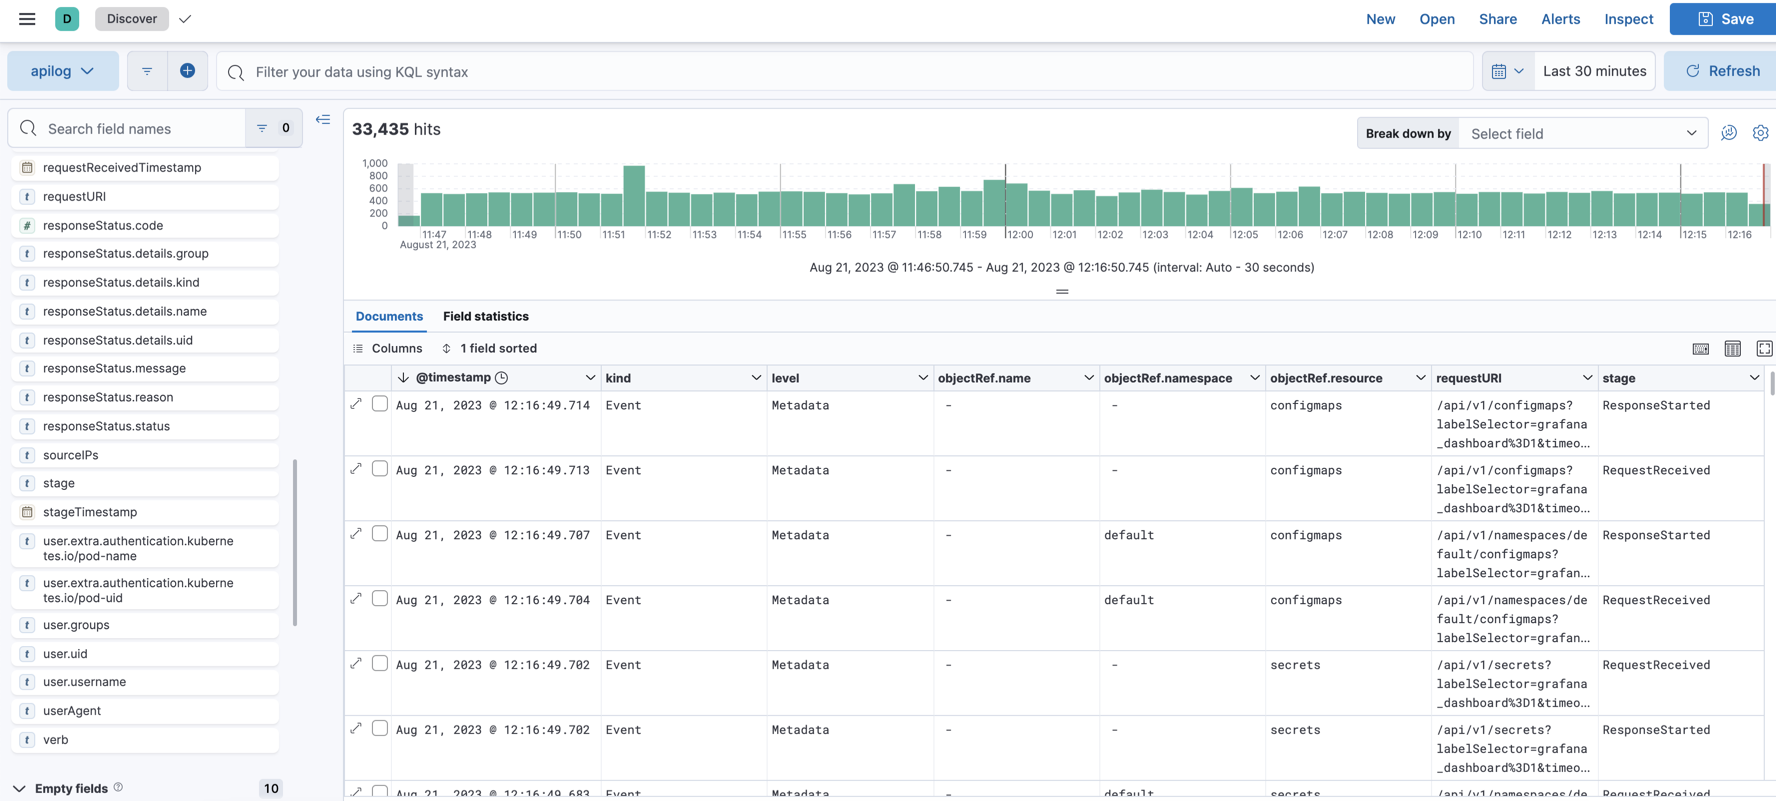 D
Discover
New
Open
Share
Alerts
Inspect
Save
apilog
Filter your data using KQL syntax
Last 30 minutes
Refresh
Search field names
0
requestReceivedTimestamp
t requestURI
# responseStatus.code
t responseStatus.details.group
t responseStatus.details.kind
t responseStatus.details.name
t responseStatus.details.uid
t responseStatus.message
t responseStatus.reason
t responseStatus.status
t sourceIPs
t stage
stageTimestamp
t user.extra.authentication.kuberne
tes.io/pod-name
t user.extra.authentication.kuberne
tes.io/pod-uid
t user.groups
t user.uid
t user.username
t userAgent
t verb
Empty fields
10
33,435 hits
Break down by
Select field
1,000
800
600
400
200
0
11:47 11:48 11:49 11:50 11:51 11:52 11:53 11:54 11:55 11:56 11:57 11:58 11:59 12:00 12:01 12:02 12:03 12:04 12:05 12:06 12:07 12:08 12:09 12:10 12:11 12:12 12:13 12:14 12:15 12:16
August 21, 2023
Aug 21, 2023 @ 11:46:50.745 - Aug 21, 2023 @ 12:16:50.745 (interval: Auto - 30 seconds)
Documents
Field statistics
Columns
1 field sorted
@timestamp kind level objectRef.name objectRef.namespace objectRef.resource requestURI stage
Aug 21, 2023 @ 12:16:49.714 Event Metadata - - configmaps /api/v1/configmaps? ResponseStarted
labelSelector=grafana
_dashboard%3D1&timeo...
Aug 21, 2023 @ 12:16:49.713 Event Metadata - - configmaps /api/v1/configmaps? RequestReceived
labelSelector=grafana
_dashboard%3D1&timeo...
Aug 21, 2023 @ 12:16:49.707 Event Metadata - default configmaps /api/v1/namespaces/de ResponseStarted
fault/configmaps?
labelSelector=grafan...
Aug 21, 2023 @ 12:16:49.704 Event Metadata - default configmaps /api/v1/namespaces/de RequestReceived
fault/configmaps?
labelSelector=grafan...
Aug 21, 2023 @ 12:16:49.702 Event Metadata - - secrets /api/v1/secrets? RequestReceived
labelSelector=grafana
_dashboard%3D1&timeo...
Aug 21, 2023 @ 12:16:49.702 Event Metadata - - secrets /api/v1/secrets? ResponseStarted
labelSelector=grafana
_dashboard%3D1&timeo...
Aug 21, 2023 @ 12:16:49.683 Event Metadata - default secrets /api/v1/namespaces/de RequestReceived